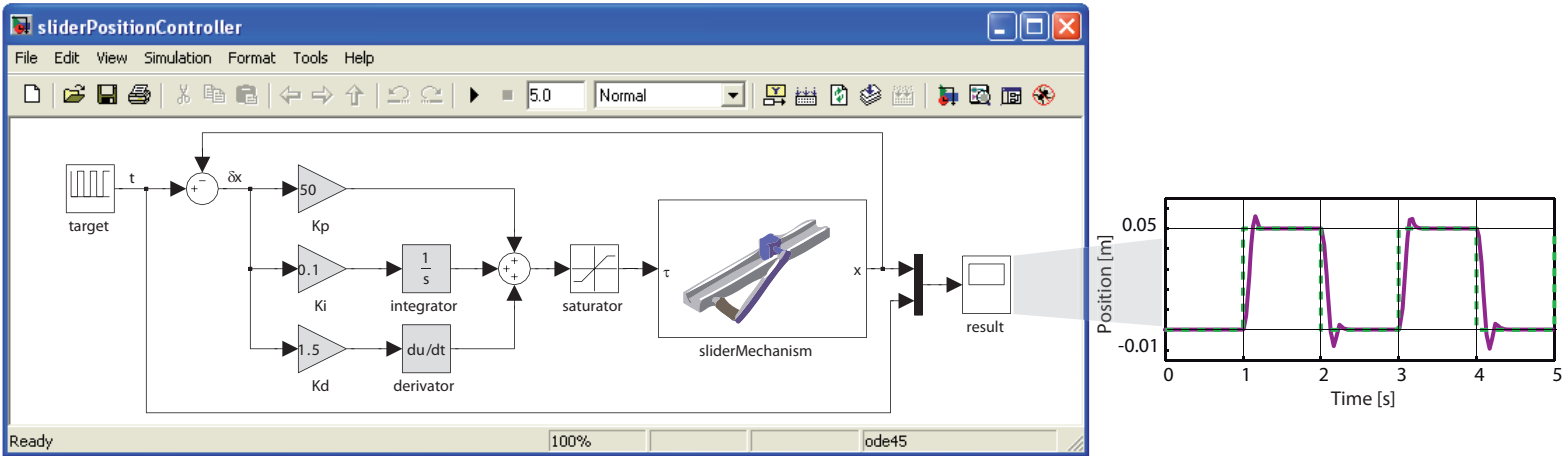 sliderPositionController
File Edit View Simulation Format Tools Help
5.0 Normal
target
t
+ −
δx
50
Kp
0.1
Ki
1
s
integrator
1.5
Kd
du/dt
derivator
+ + +
saturator
τ
x
sliderMechanism
result
Ready 100% ode45
Position [m]
0.05
-0.01
0 1 2 3 4 5
Time [s]